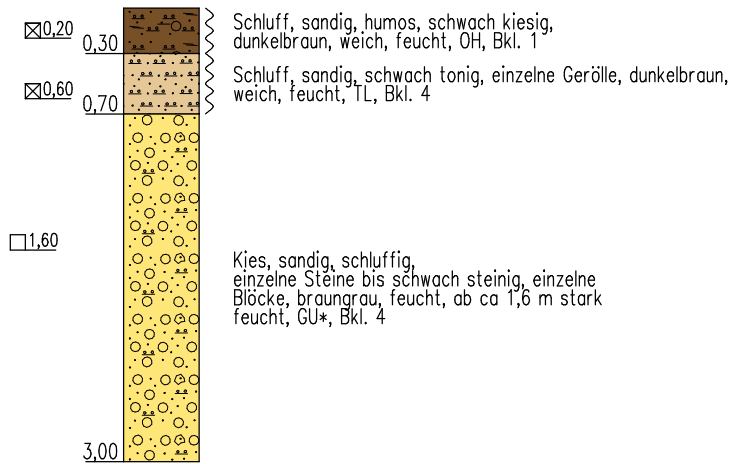 0,20
0,30
Schluff, sandig, humos, schwach kiesig,
dunkelbraun, weich, feucht, OH, Bkl. 1
0,60
0,70
Schluff, sandig, schwach tonig, einzelne Gerölle, dunkelbraun,
weich, feucht, TL, Bkl. 4
1,60
Kies, sandig, schluffig,
einzelne Steine bis schwach steinig, einzelne
Blöcke, braungrau, feucht, ab ca 1,6 m stark
feucht, GU*, Bkl. 4
3,00